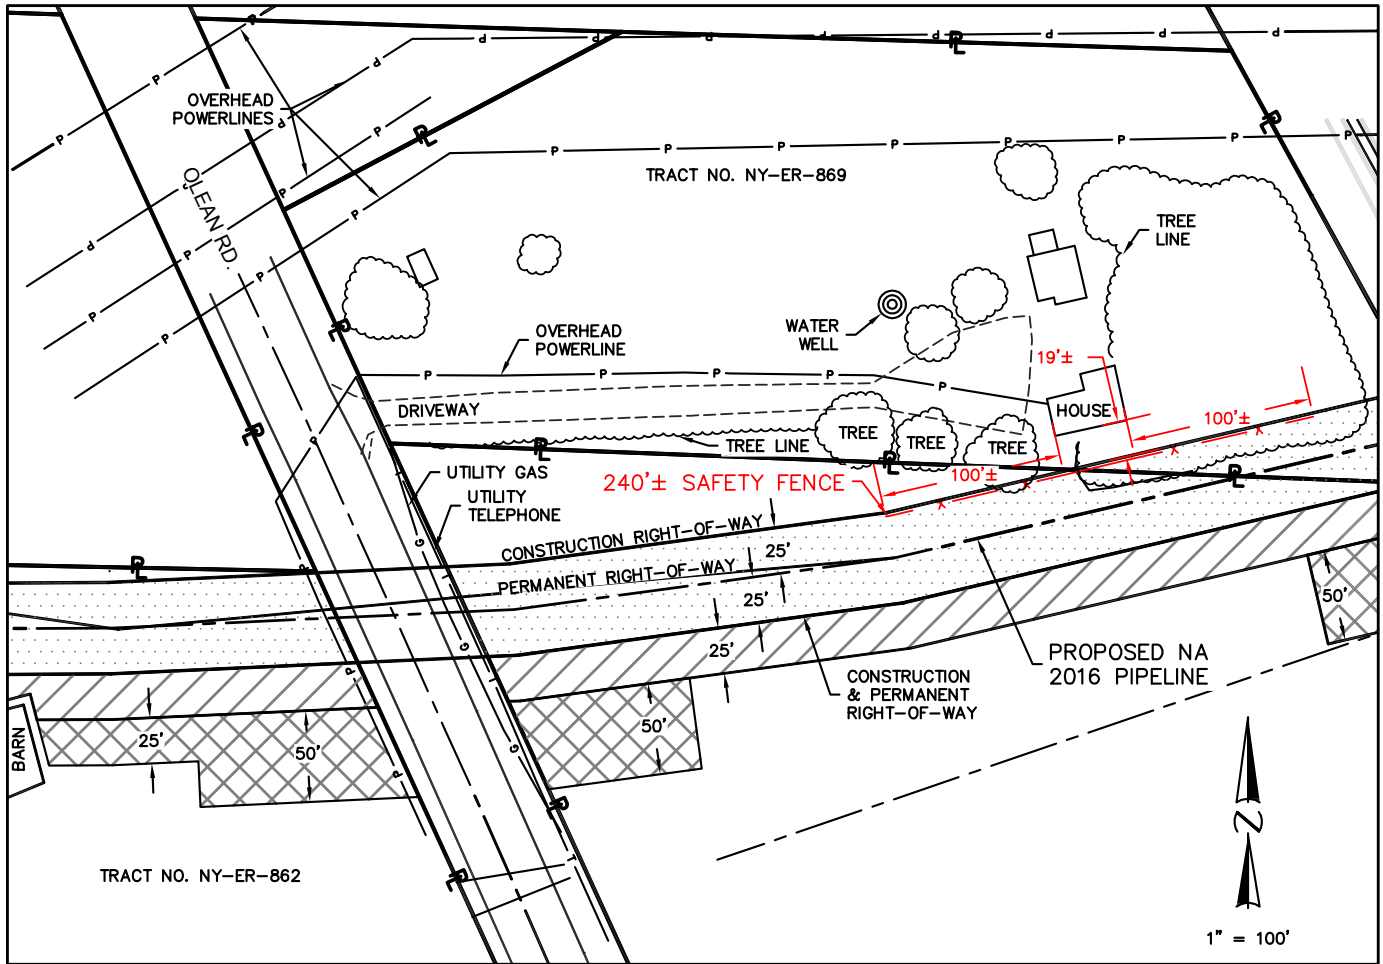 OVERHEAD
POWERLINES
OLEAN RD.
TRACT NO. NY-ER-869
TREE
LINE
OVERHEAD
POWERLINE
WATER
WELL
19'±
HOUSE
100'±
DRIVEWAY
TREE
TREE
TREE
TREE LINE
100'±
240'± SAFETY FENCE
UTILITY GAS
UTILITY
TELEPHONE
CONSTRUCTION RIGHT-OF-WAY
25'
PERMANENT RIGHT-OF-WAY
25'
25'
50'
PROPOSED NA
2016 PIPELINE
CONSTRUCTION
& PERMANENT
RIGHT-OF-WAY
BARN
25'
50'
50'
TRACT NO. NY-ER-862
N
1" = 100'